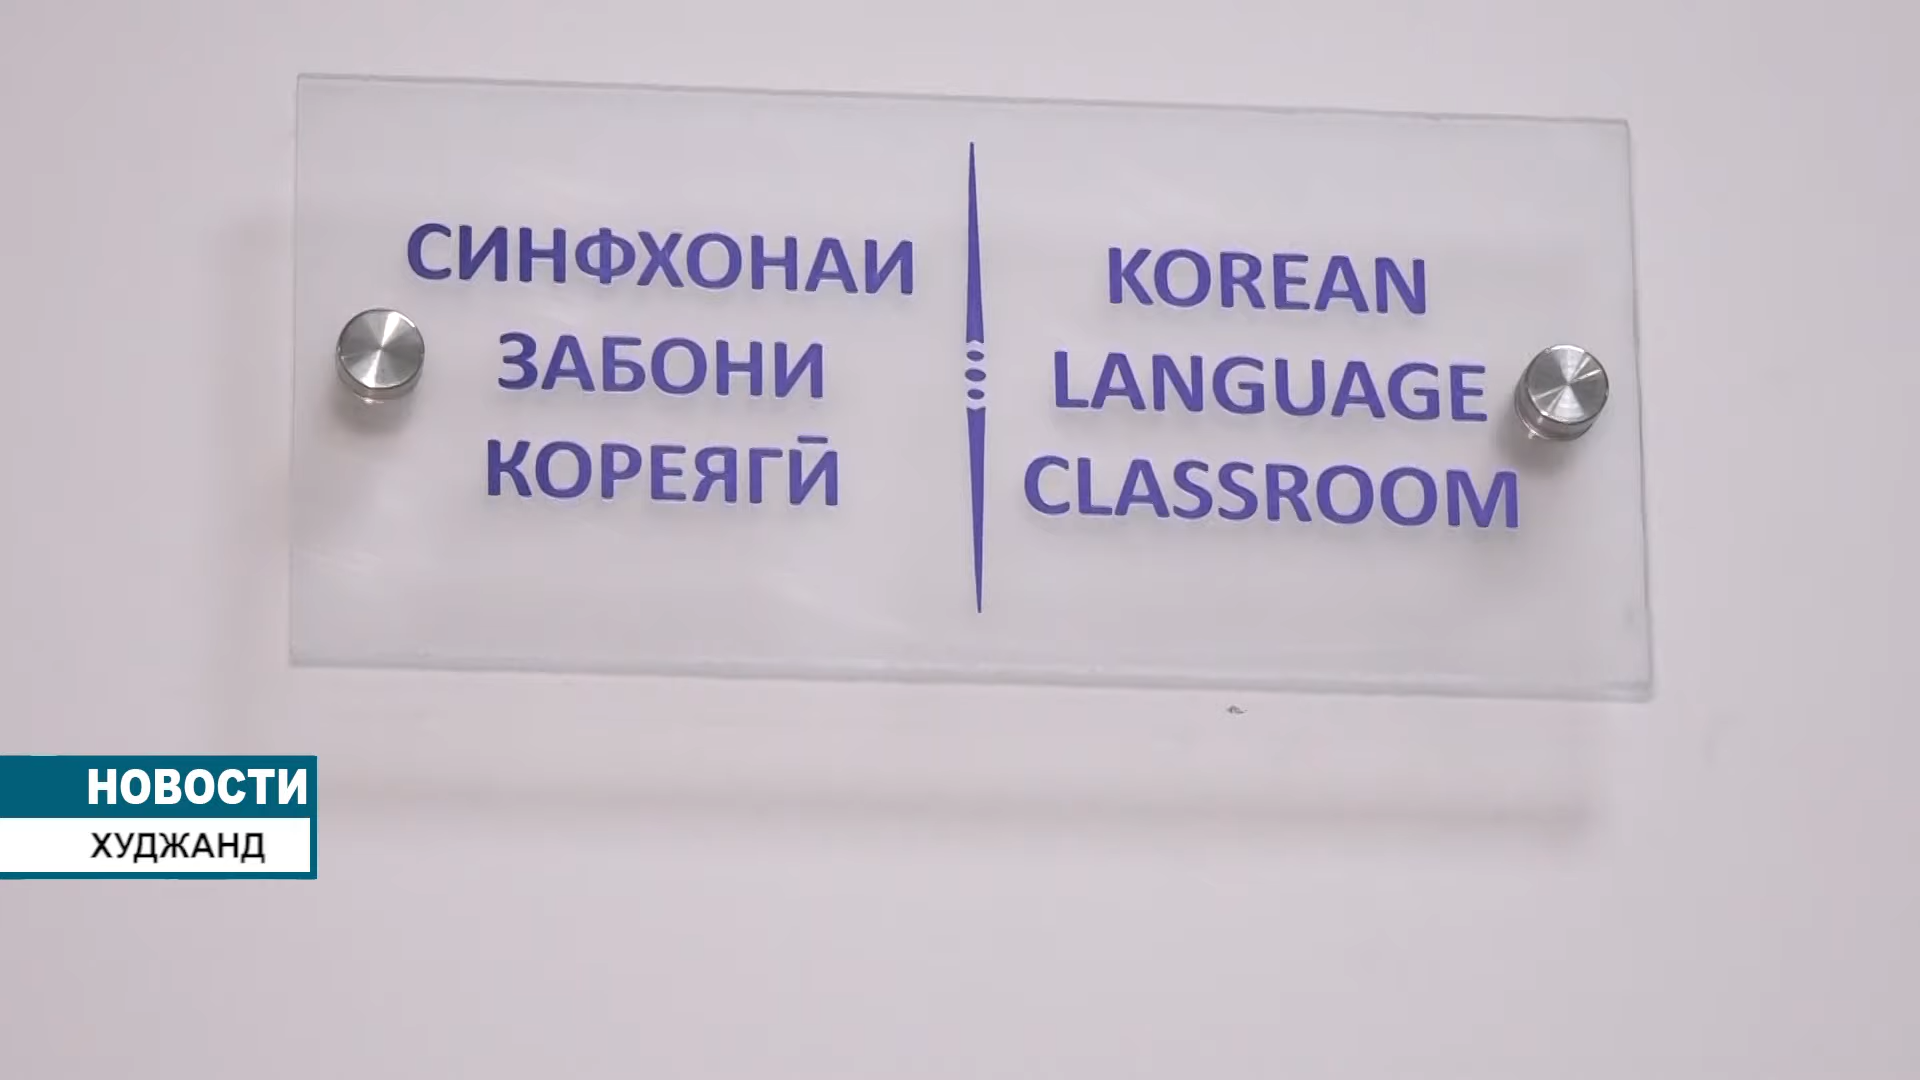 СИНФХОНАИ
ЗАБОНИ
КОРЕЯГӢ
KOREAN
LANGUAGE
CLASSROOM
НОВОСТИ
ХУДЖАНД